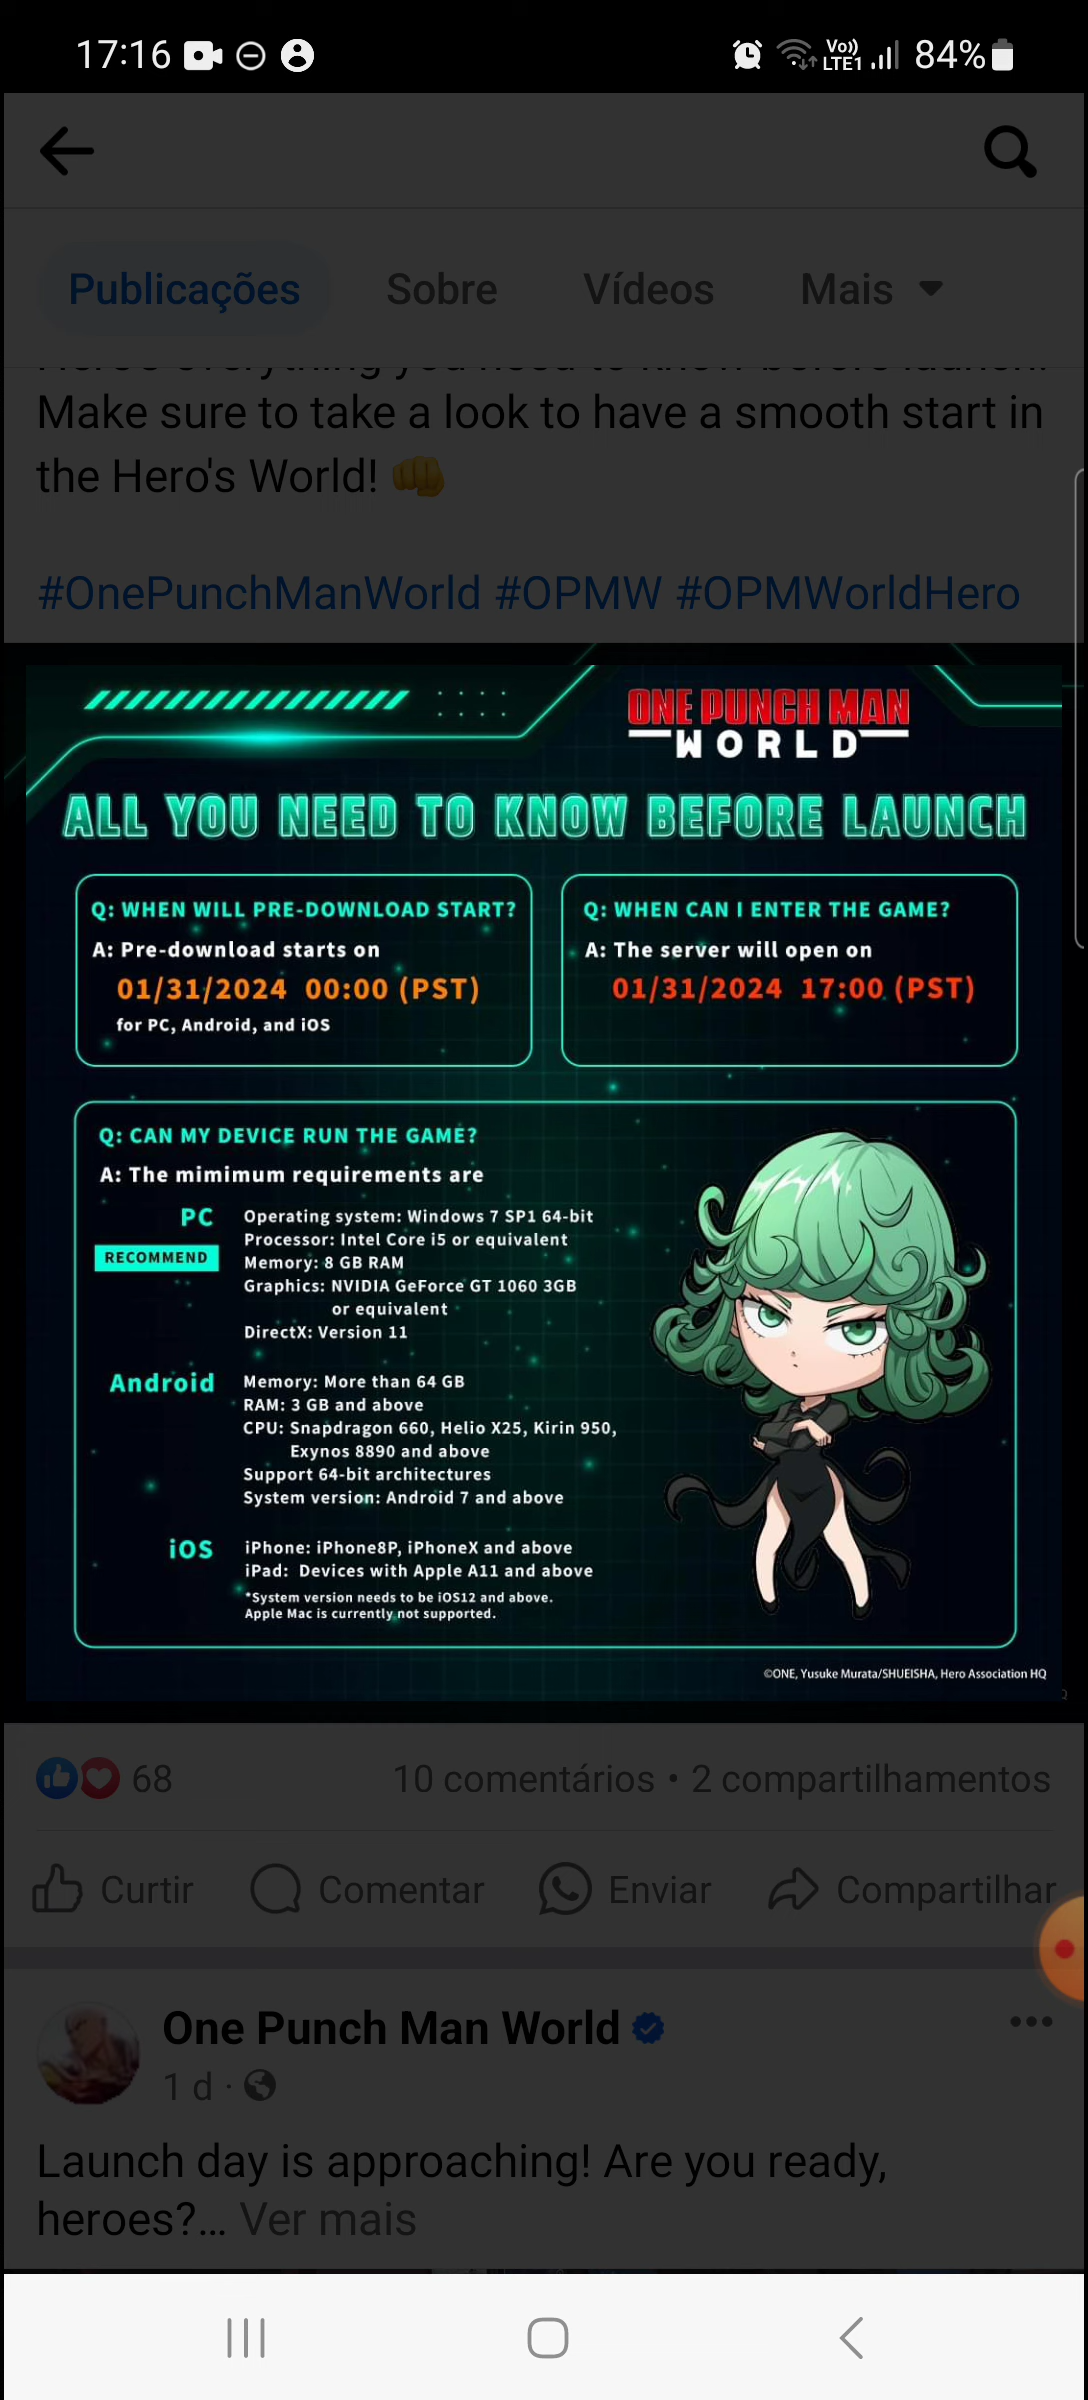 17:16
Vo))
LTE1
84%
Publicações Sobre Vídeos Mais
Here's everything you need to know before launch!
Make sure to take a look to have a smooth start in
the Hero's World! 👊
#OnePunchManWorld #OPMW #OPMWorldHero
ONE PUNCH MAN
WORLD
ALL YOU NEED TO KNOW BEFORE LAUNCH
Q: WHEN WILL PRE-DOWNLOAD START?
A: Pre-download starts on
01/31/2024 00:00 (PST)
for PC, Android, and iOS
Q: WHEN CAN I ENTER THE GAME?
A: The server will open on
01/31/2024 17:00 (PST)
Q: CAN MY DEVICE RUN THE GAME?
A: The mimimum requirements are
PC
RECOMMEND
Operating system: Windows 7 SP1 64-bit
Processor: Intel Core i5 or equivalent
Memory: 8 GB RAM
Graphics: NVIDIA GeForce GT 1060 3GB
or equivalent
DirectX: Version 11
Android
Memory: More than 64 GB
RAM: 3 GB and above
CPU: Snapdragon 660, Helio X25, Kirin 950,
Exynos 8890 and above
Support 64-bit architectures
System version: Android 7 and above
iOS
iPhone: iPhone8P, iPhoneX and above
iPad: Devices with Apple A11 and above
*System version needs to be iOS12 and above.
Apple Mac is currently not supported.
©ONE, Yusuke Murata/SHUEISHA, Hero Association HQ
68
10 comentários • 2 compartilhamentos
Curtir Comentar Enviar Compartilhar
One Punch Man World
1 d ·
Launch day is approaching! Are you ready,
heroes?... Ver mais